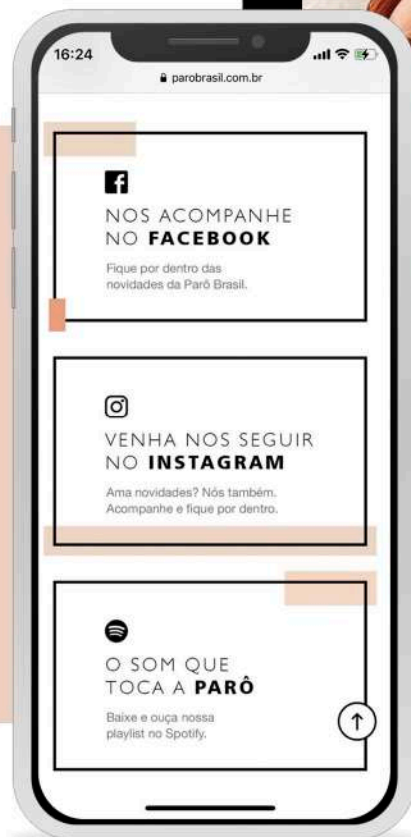 16:24
parobrasil.com.br
NOS ACOMPANHE
NO FACEBOOK
Fique por dentro das
novidades da Parô Brasil.
VENHA NOS SEGUIR
NO INSTAGRAM
Ama novidades? Nós também.
Acompanhe e fique por dentro.
O SOM QUE
TOCA A PARÔ
Baixe e ouça nossa
playlist no Spotify.